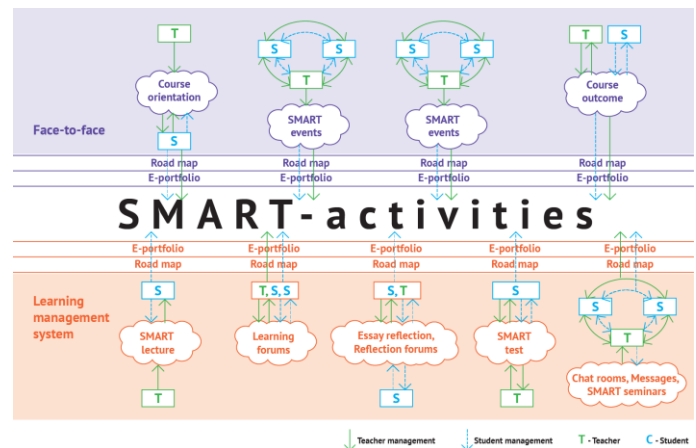 T
S S
S S
T S
Course
orientation
T
T
Course
outcome
SMART
events
SMART
events
Face-to-face
S
Road map Road map Road map Road map
E-portfolio E-portfolio E-portfolio E-portfolio
SMART-activities
E-portfolio E-portfolio E-portfolio E-portfolio E-portfolio
Road map Road map Road map Road map Road map
S
T, S, S
S, T
S
S S
Learning
management
system
SMART
lecture
Learning
forums
Essay reflection,
Reflection forums
SMART
test
T
T
S
T
Chat rooms, Messages,
SMART seminars
Teacher management
Student management
T - Teacher
C - Student